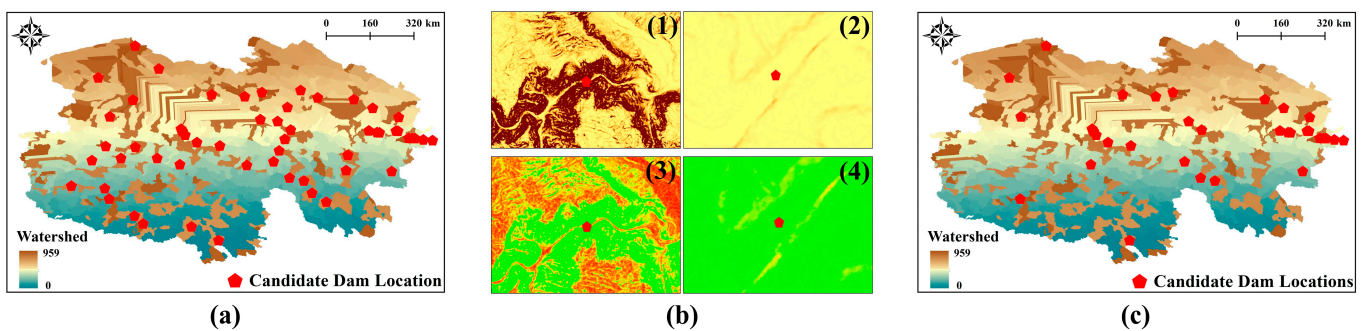 0 160 320 km
Watershed
959
0
Candidate Dam Location
(a)
(1)
(2)
(3)
(4)
(b)
0 160 320 km
Watershed
959
0
Candidate Dam Locations
(c)